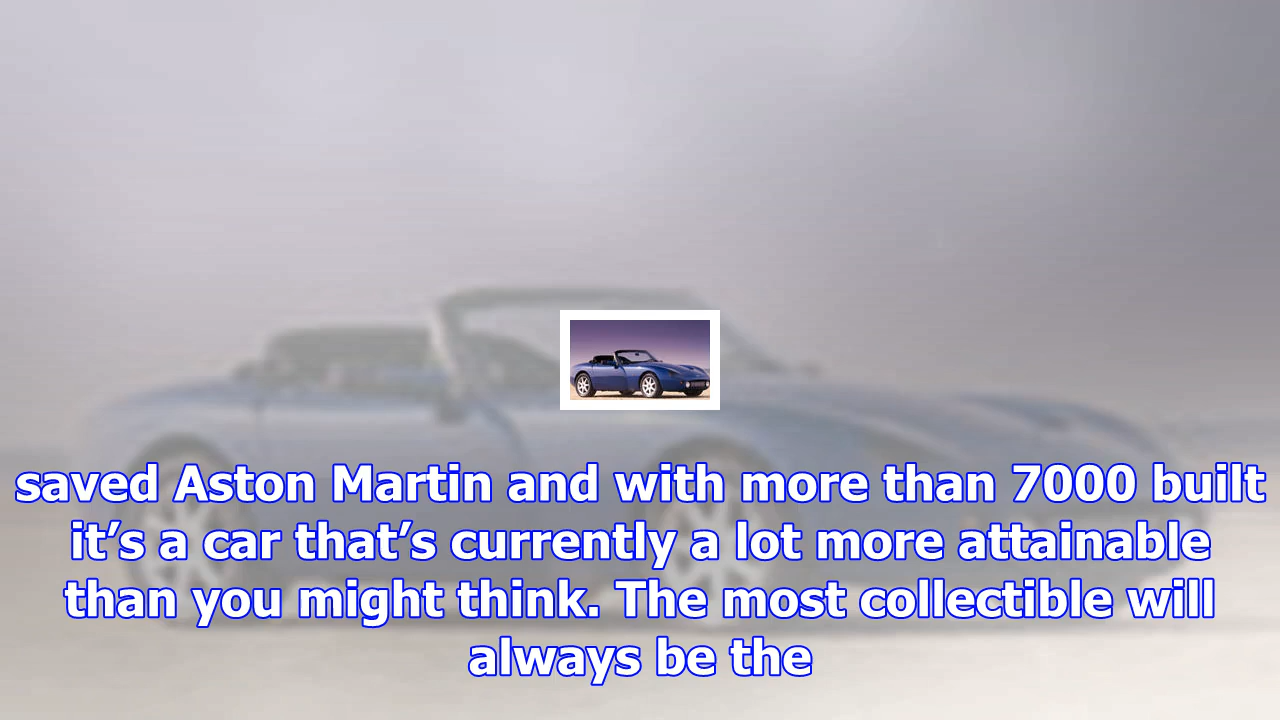 saved Aston Martin and with more than 7000 built
it’s a car that’s currently a lot more attainable
than you might think. The most collectible will
always be the